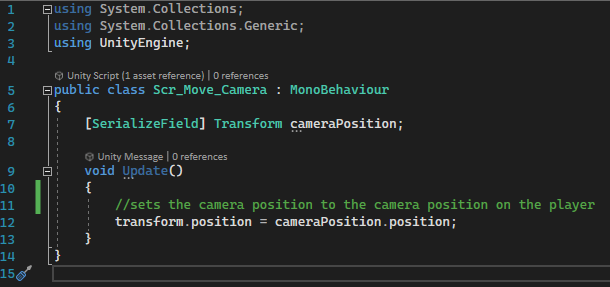 1 using System.Collections;
2 using System.Collections.Generic;
3 using UnityEngine;
4
Unity Script (1 asset reference) | 0 references
5 public class Scr_Move_Camera : MonoBehaviour
6 {
7 [SerializeField] Transform cameraPosition;
8
Unity Message | 0 references
9 void Update()
10 {
11 //sets the camera position to the camera position on the player
12 transform.position = cameraPosition.position;
13 }
14 }
15